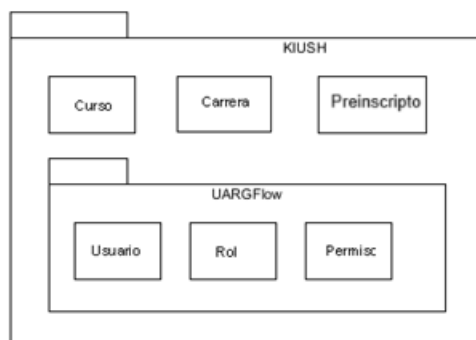 KIUSH
Curso
Carrera
Preinscripto
UARGFlow
Usuario
Rol
Permisc